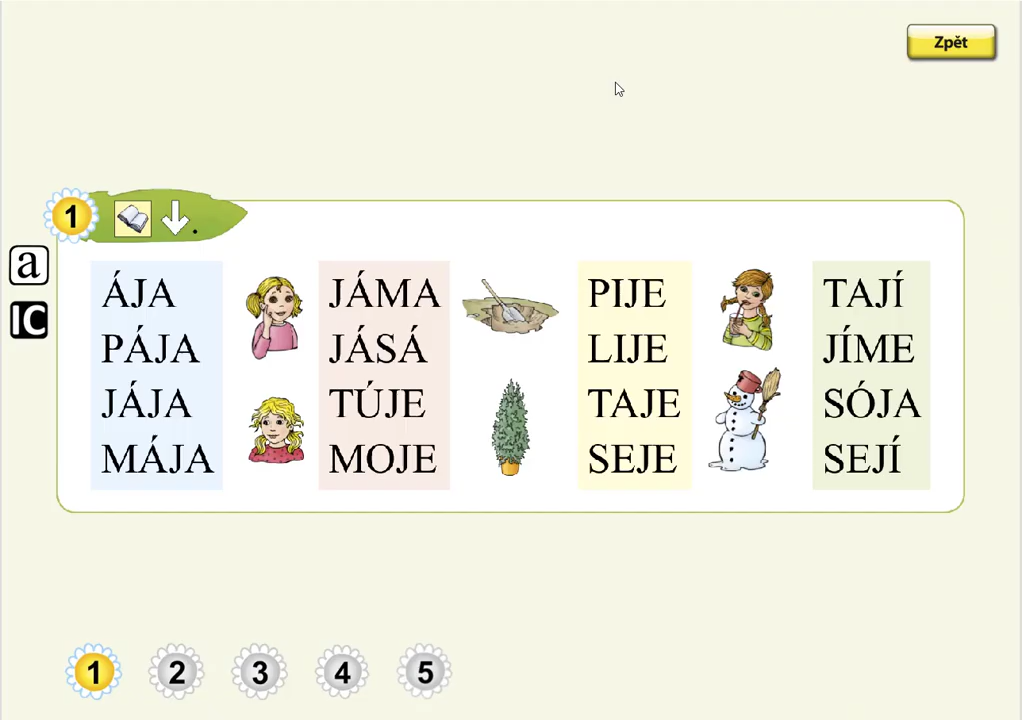 Zpět
1
a
IC
ÁJA
PÁJA
JÁJA
MÁJA
JÁMA
JÁSÁ
TÚJE
MOJE
PIJE
LIJE
TAJE
SEJE
TAJÍ
JÍME
SÓJA
SEJÍ
1 2 3 4 5